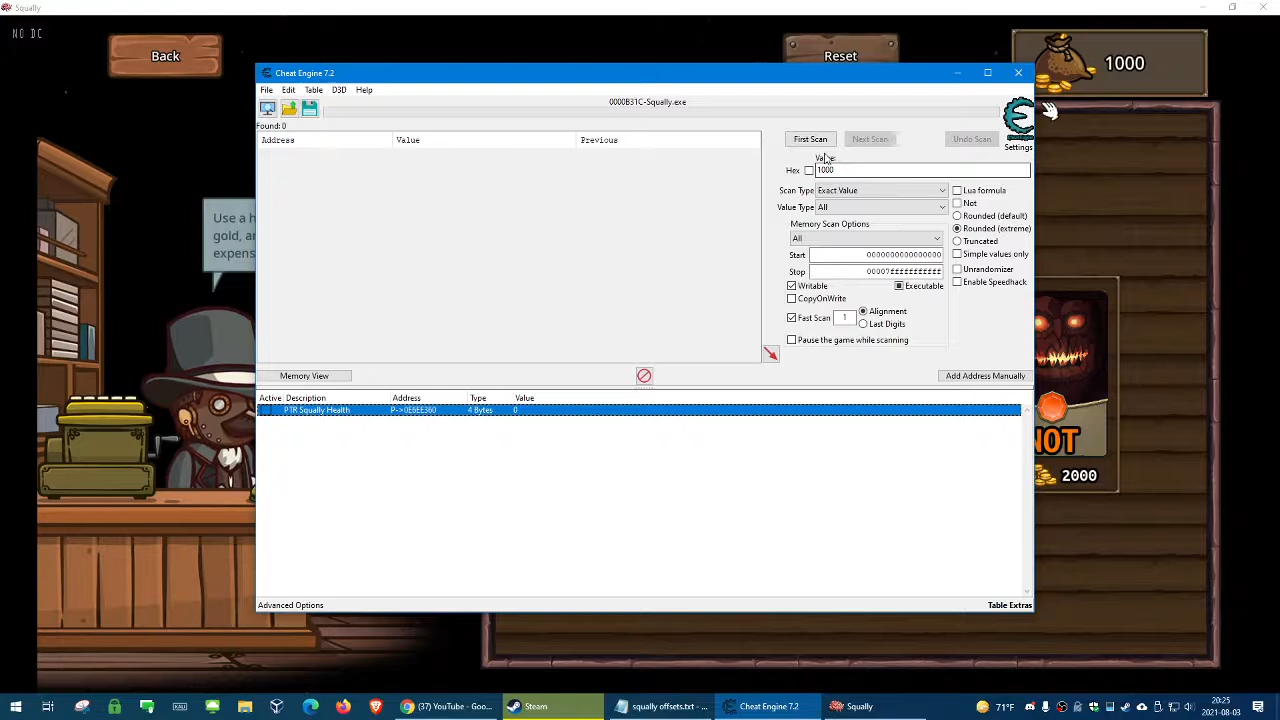 Squally
NO DC
Back
Reset
1000
Cheat Engine 7.2
File Edit Table D3D Help
0000B31C-Squally.exe
Found: 0
Address Value Previous
First Scan Next Scan Undo Scan
Settings
Value:
Hex 1000
Scan Type Exact Value Lua formula
Value Type All Not
Memory Scan Options Rounded (default)
All Rounded (extreme)
Start 0000000000000000 Truncated
Stop 00007fffffffffff Simple values only
Writable Executable Unrandomizer
CopyOnWrite Enable Speedhack
Fast Scan 1 Alignment
Last Digits
Pause the game while scanning
Memory View Add Address Manually
Active Description Address Type Value
PTR Squally Health P->0E6EE360 4 Bytes 0
Advanced Options Table Extras
Use a h
gold, a
expens
NOT
2000
(37) YouTube - Goo... Steam squally offsets.txt - ... Cheat Engine 7.2 Squally 71°F
20:25
2021-08-03